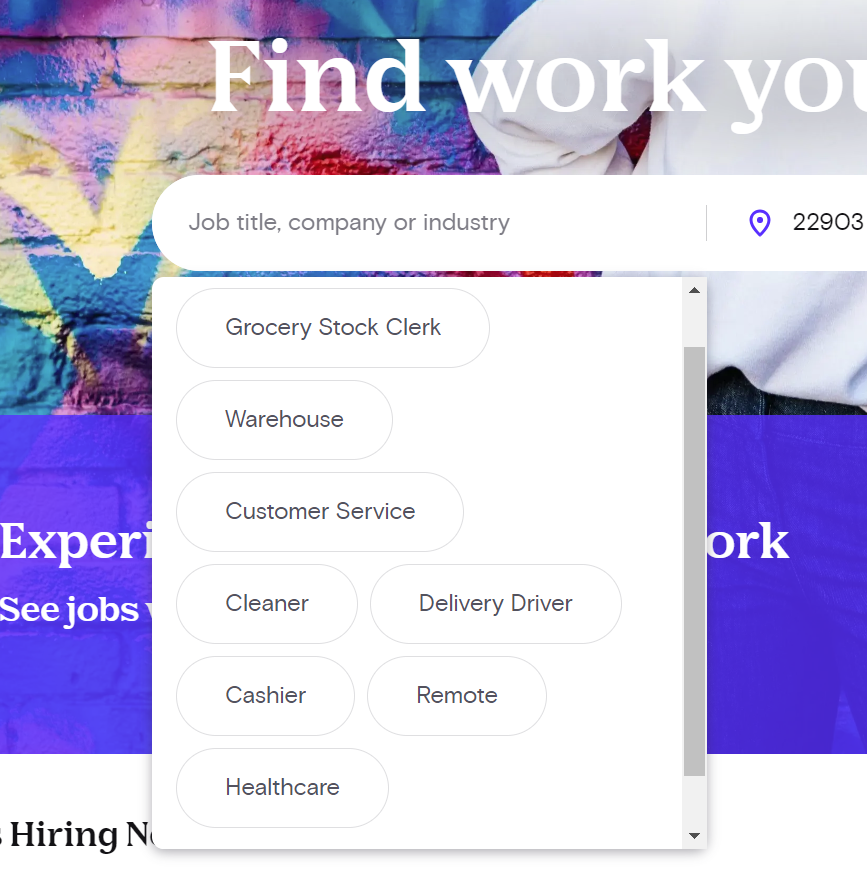 Find work you
Job title, company or industry
22903
Grocery Stock Clerk
Warehouse
Customer Service
Experi
ork
See jobs
Cleaner
Delivery Driver
Cashier
Remote
Healthcare
Hiring N